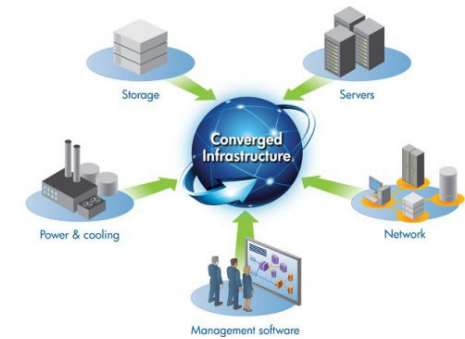 Storage
Servers
Converged
Infrastructure
Power & cooling
Network
Management software